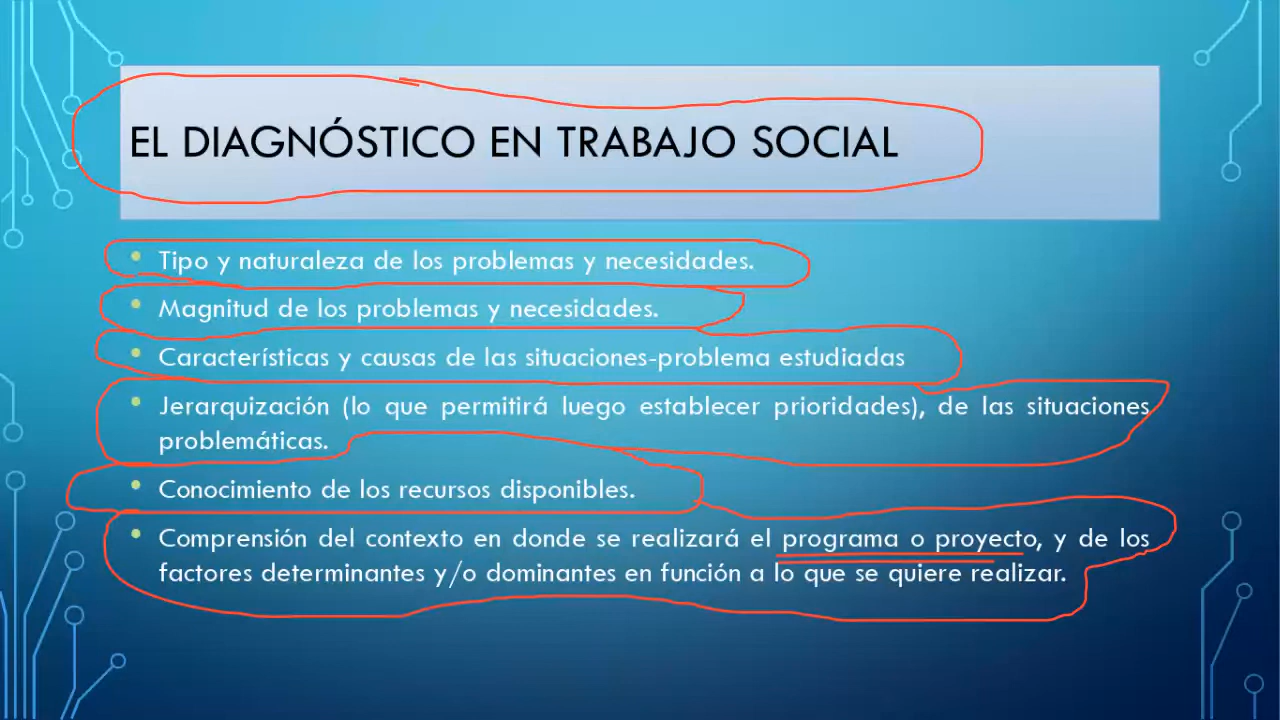 EL DIAGNÓSTICO EN TRABAJO SOCIAL
• Tipo y naturaleza de los problemas y necesidades.
• Magnitud de los problemas y necesidades.
• Características y causas de las situaciones-problema estudiadas
• Jerarquización (lo que permitirá luego establecer prioridades), de las situaciones
problemáticas.
• Conocimiento de los recursos disponibles.
• Comprensión del contexto en donde se realizará el programa o proyecto, y de los
factores determinantes y/o dominantes en función a lo que se quiere realizar.